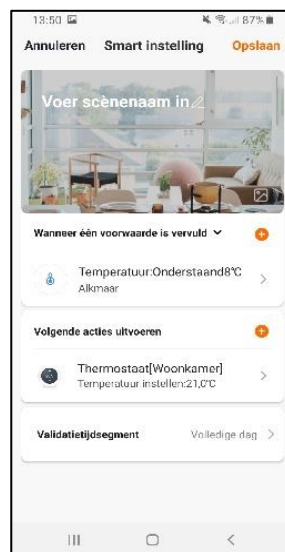 13:50 87%
Annuleren Smart instelling Opslaan
Voer scènenaam in
Wanneer één voorwaarde is vervuld
Temperatuur:Onderstaand8°C
Alkmaar
Volgende acties uitvoeren
Thermostaat[Woonkamer]
Temperatuur instellen:21,0°C
Validatietijdsegment Volledige dag